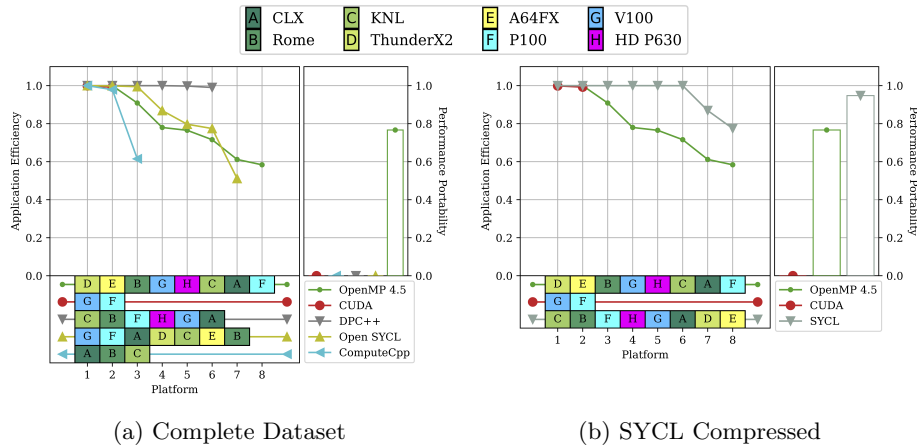 A CLX C KNL E A64FX G V100
B Rome D ThunderX2 F P100 H HD P630
Application Efficiency
1.0
0.8
0.6
0.4
0.2
0.0
1.0
0.8
0.6
0.4
0.2
0.0
Performance Portability
D E B G H C A F
G F
C B F H G A
G F A D C E B
A B C
1 2 3 4 5 6 7 8
Platform
OpenMP 4.5
CUDA
DPC++
Open SYCL
ComputeCpp
(a) Complete Dataset
Application Efficiency
1.0
0.8
0.6
0.4
0.2
0.0
1.0
0.8
0.6
0.4
0.2
0.0
Performance Portability
D E B G H C A F
G F
C B F H G A D E
1 2 3 4 5 6 7 8
Platform
OpenMP 4.5
CUDA
SYCL
(b) SYCL Compressed